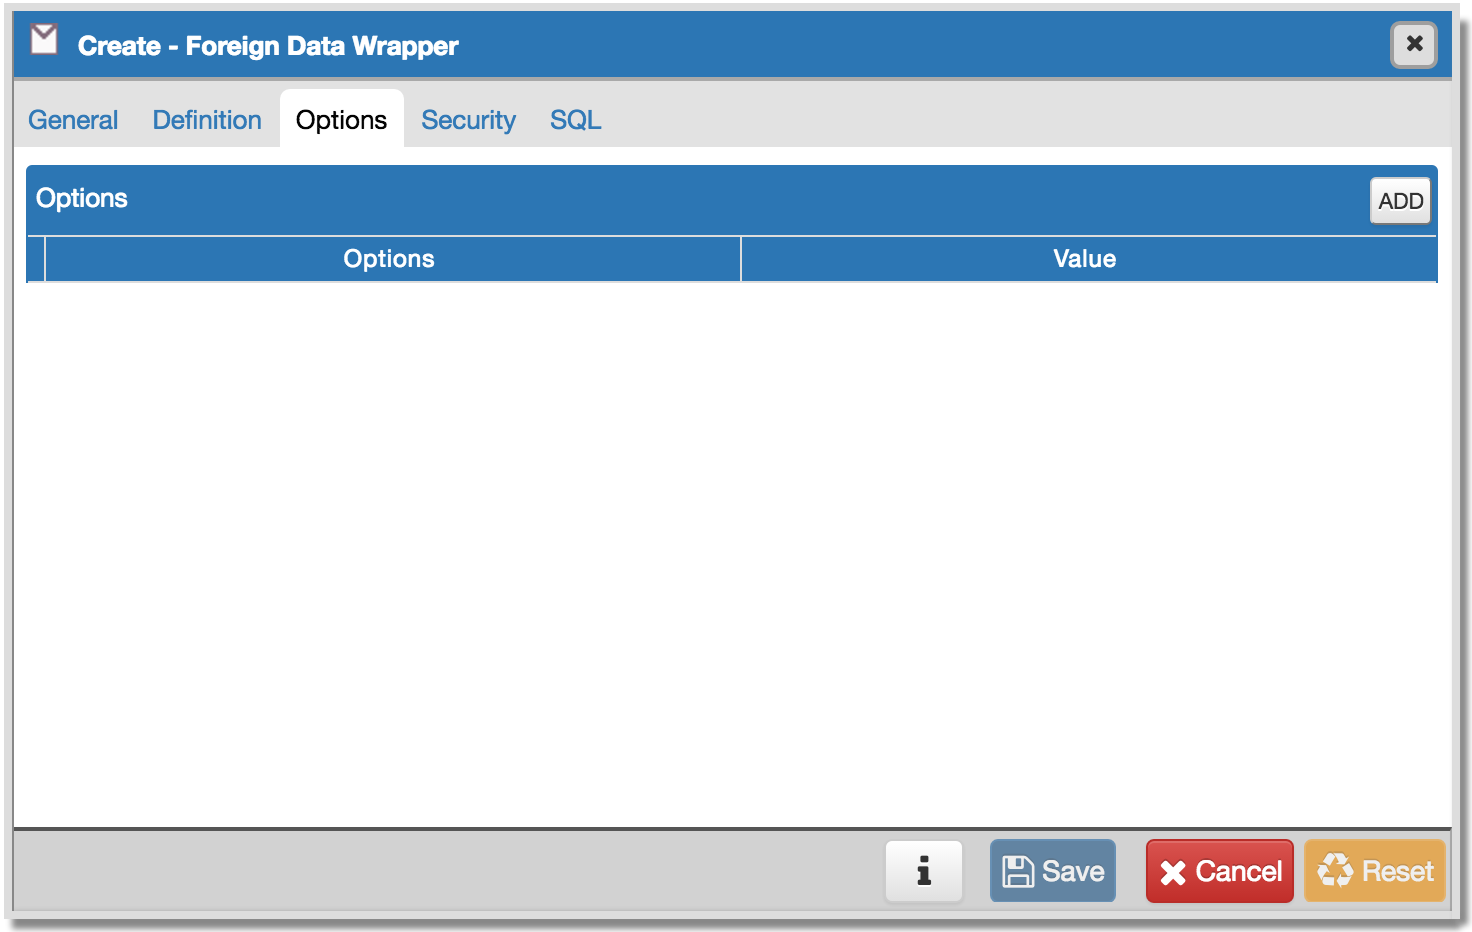 Create - Foreign Data Wrapper
General Definition Options Security SQL
Options ADD
Options Value
Save Cancel Reset